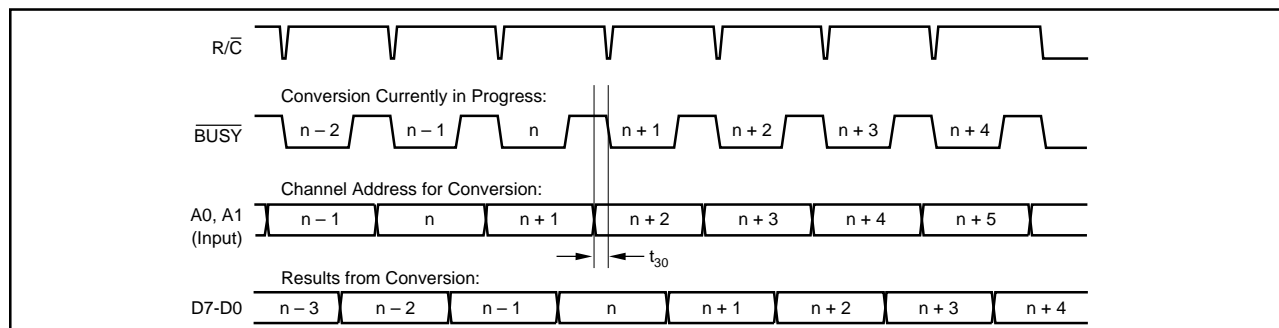 R/C̅
Conversion Currently in Progress:
B̅U̅S̅Y̅ n – 2 n – 1 n n + 1 n + 2 n + 3 n + 4
Channel Address for Conversion:
A0, A1
(Input) n – 1 n n + 1 n + 2 n + 3 n + 4 n + 5
t30
Results from Conversion:
D7-D0 n – 3 n – 2 n – 1 n n + 1 n + 2 n + 3 n + 4